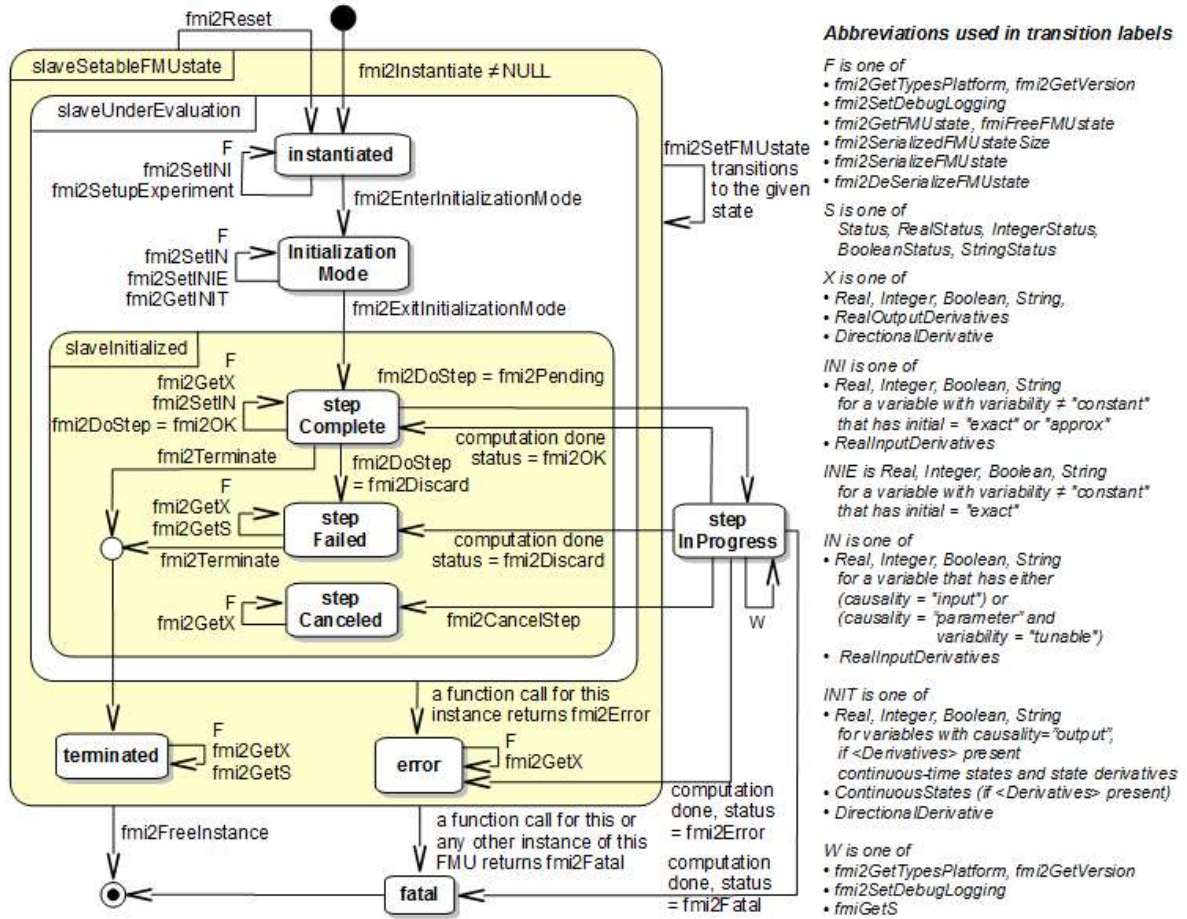 fmi2Reset
slaveSetableFMUstate
fmi2Instantiate ≠ NULL
slaveUnderEvaluation
F
fmi2SetINI
fmi2SetupExperiment
instantiated
fmi2SetFMUstate
transitions
to the given
state
fmi2EnterInitializationMode
F
fmi2SetIN
fmi2SetINIE
fmi2GetINIT
Initialization
Mode
fmi2ExitInitializationMode
slaveInitialized
F
fmi2GetX
fmi2SetIN
fmi2DoStep = fmi2OK
step
Complete
fmi2DoStep = fmi2Pending
computation done
status = fmi2OK
fmi2Terminate
fmi2DoStep
= fmi2Discard
F
fmi2GetX
fmi2GetS
step
Failed
fmi2Terminate
computation done
status = fmi2Discard
step
InProgress
W
F
fmi2GetX
step
Canceled
fmi2CancelStep
a function call for this
instance returns fmi2Error
terminated
F
fmi2GetX
fmi2GetS
error
F
fmi2GetX
computation
done, status
= fmi2Error
fmi2FreeInstance
a function call for this or
any other instance of this
FMU returns fmi2Fatal
computation
done, status
= fmi2Fatal
fatal
Abbreviations used in transition labels
F is one of
• fmi2GetTypesPlatform, fmi2GetVersion
• fmi2SetDebugLogging
• fmi2GetFMUstate, fmiFreeFMUstate
• fmi2SerializedFMUstateSize
• fmi2SerializeFMUstate
• fmi2DeSerializeFMUstate
S is one of
Status, RealStatus, IntegerStatus,
BooleanStatus, StringStatus
X is one of
• Real, Integer, Boolean, String,
• RealOutputDerivatives
• DirectionalDerivative
INI is one of
• Real, Integer, Boolean, String
for a variable with variability ≠ "constant"
that has initial = "exact" or "approx"
• RealInputDerivatives
INIE is Real, Integer, Boolean, String
for a variable with variability ≠ "constant"
that has initial = "exact"
IN is one of
• Real, Integer, Boolean, String
for a variable that has either
(causality = "input") or
(causality = "parameter" and
variability = "tunable")
• RealInputDerivatives
INIT is one of
• Real, Integer, Boolean, String
for variables with causality="output",
if <Derivatives> present
continuous-time states and state derivatives
• ContinuousStates (if <Derivatives> present)
• DirectionalDerivative
W is one of
• fmi2GetTypesPlatform, fmi2GetVersion
• fmi2SetDebugLogging
• fmiGetS